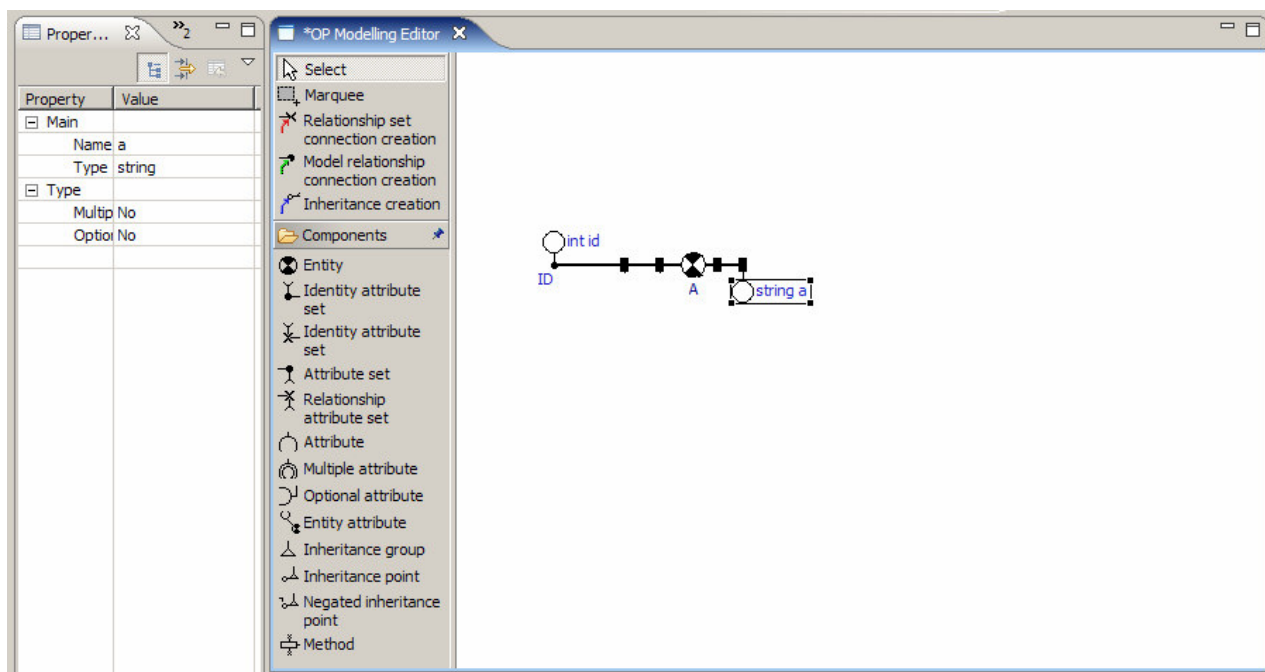 Proper...
»2
Property Value
Main
Name a
Type string
Type
Multip No
Option No
*OP Modelling Editor
Select
Marquee
Relationship set
connection creation
Model relationship
connection creation
Inheritance creation
Components
Entity
Identity attribute
set
Identity attribute
set
Attribute set
Relationship
attribute set
Attribute
Multiple attribute
Optional attribute
Entity attribute
Inheritance group
Inheritance point
Negated inheritance
point
Method
int id
ID
A
string a